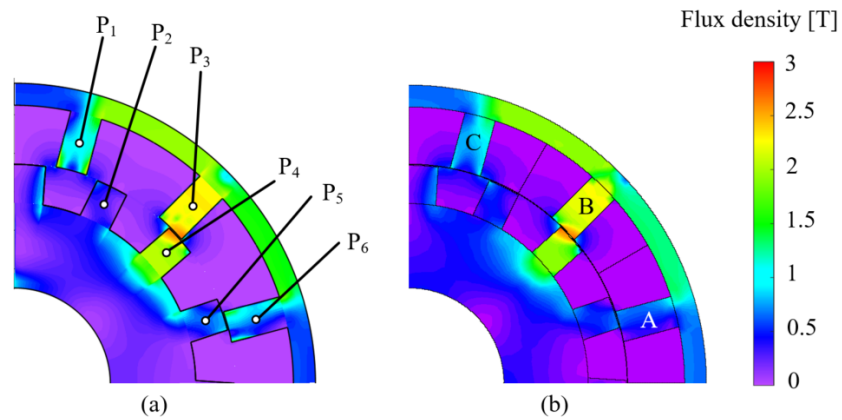 Flux density [T]
P₁
P₂
P₃
P₄
P₅
P₆
C
B
A
3
2.5
2
1.5
1
0.5
0
(a)
(b)